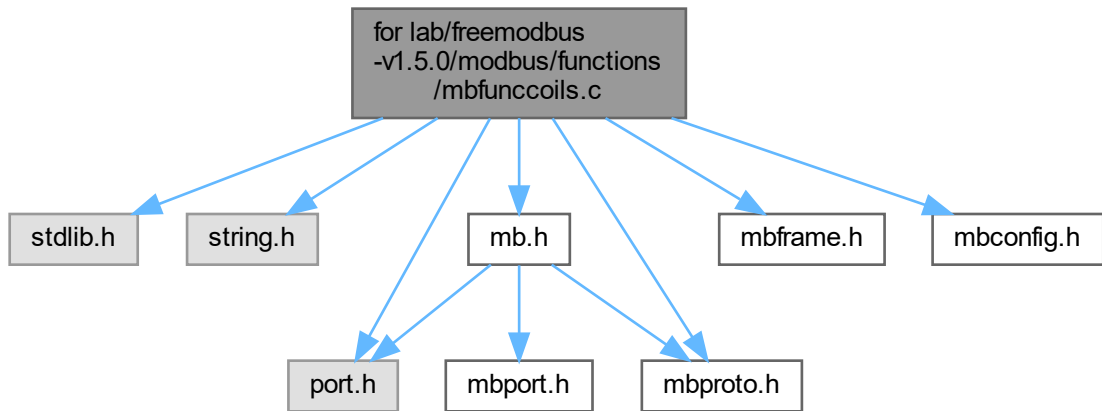 for lab/freemodbus
-v1.5.0/modbus/functions
/mbfunccoils.c
stdlib.h
string.h
mb.h
mbframe.h
mbconfig.h
port.h
mbport.h
mbproto.h